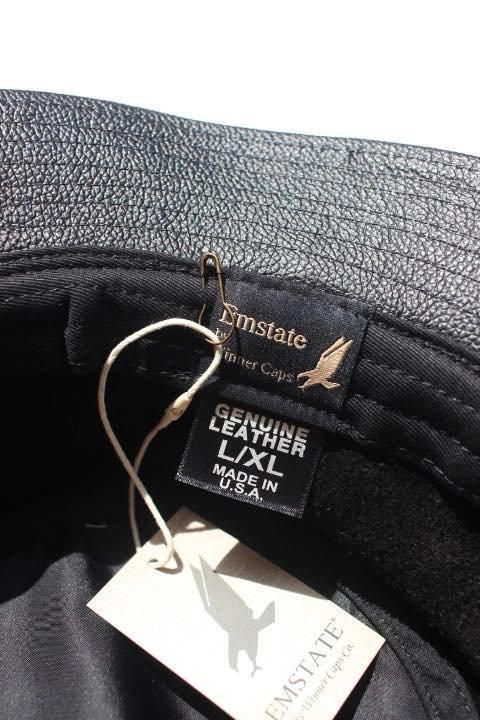 Emstate
by
Winner Caps
GENUINE
LEATHER
L/XL
MADE IN
U.S.A.
EMSTATE®
by Winner Caps Co.